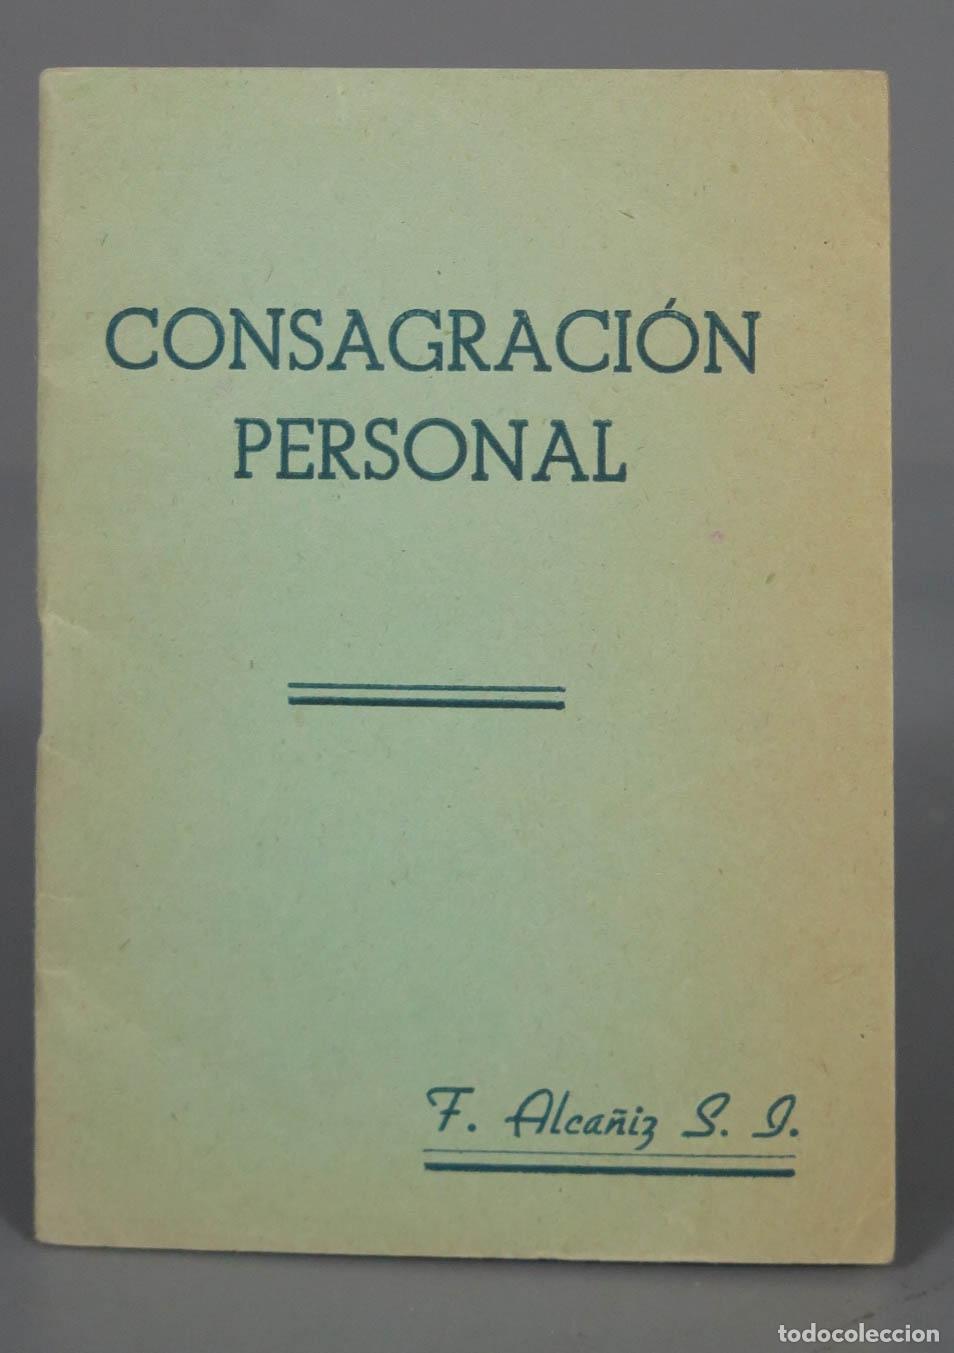 CONSAGRACIÓN
PERSONAL
F. Alcañiz S. I.
todocoleccion